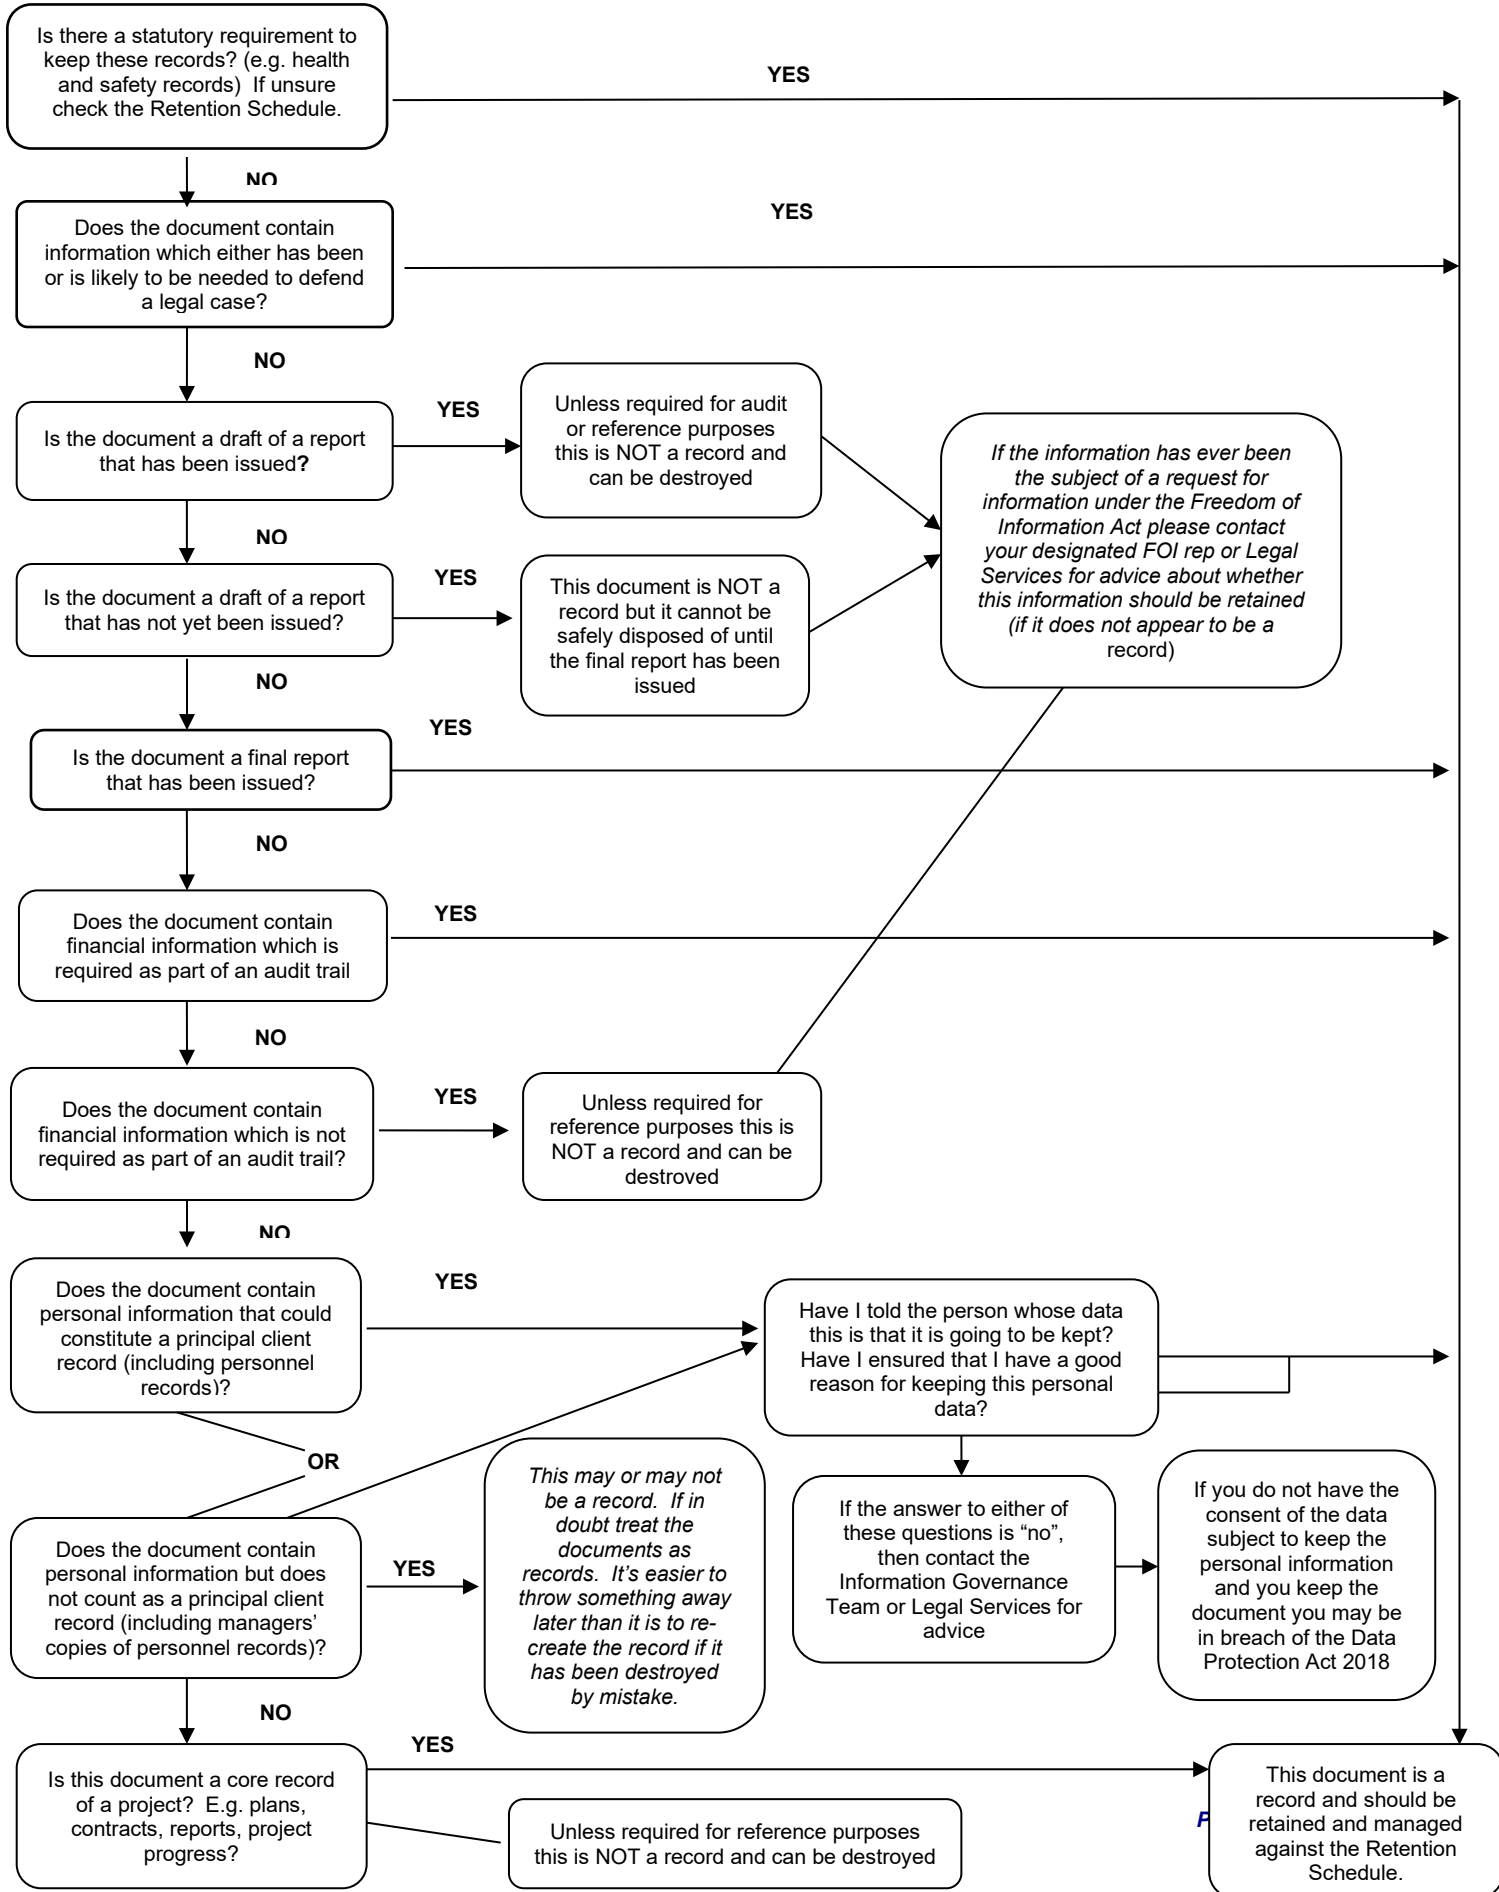 Is there a statutory requirement to
keep these records? (e.g. health
and safety records)  If unsure
check the Retention Schedule.
YES
NO
Does the document contain
information which either has been
or is likely to be needed to defend
a legal case?
YES
NO
Is the document a draft of a report
that has been issued?
YES
Unless required for audit
or reference purposes
this is NOT a record and
can be destroyed
If the information has ever been
the subject of a request for
information under the Freedom of
Information Act please contact
your designated FOI rep or Legal
Services for advice about whether
this information should be retained
(if it does not appear to be a
record)
NO
Is the document a draft of a report
that has not yet been issued?
YES
This document is NOT a
record but it cannot be
safely disposed of until
the final report has been
issued
NO
Is the document a final report
that has been issued?
YES
NO
Does the document contain
financial information which is
required as part of an audit trail
YES
NO
Does the document contain
financial information which is not
required as part of an audit trail?
YES
Unless required for
reference purposes this is
NOT a record and can be
destroyed
NO
Does the document contain
personal information that could
constitute a principal client
record (including personnel
records)?
YES
Have I told the person whose data
this is that it is going to be kept?
Have I ensured that I have a good
reason for keeping this personal
data?
OR
Does the document contain
personal information but does
not count as a principal client
record (including managers’
copies of personnel records)?
YES
This may or may not
be a record.  If in
doubt treat the
documents as
records.  It’s easier to
throw something away
later than it is to re-
create the record if it
has been destroyed
by mistake.
If the answer to either of
these questions is “no”,
then contact the
Information Governance
Team or Legal Services for
advice
If you do not have the
consent of the data
subject to keep the
personal information
and you keep the
document you may be
in breach of the Data
Protection Act 2018
NO
Is this document a core record
of a project?  E.g. plans,
contracts, reports, project
progress?
YES
Unless required for reference purposes
this is NOT a record and can be destroyed
P
This document is a
record and should be
retained and managed
against the Retention
Schedule.